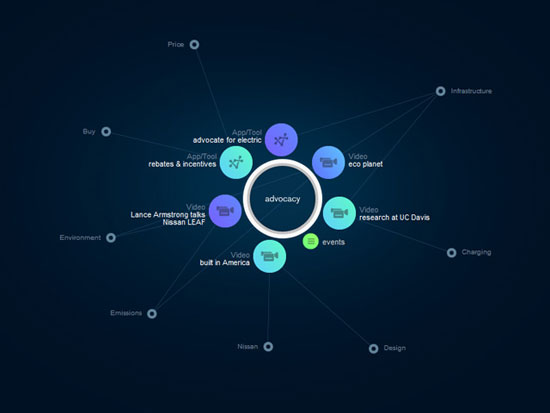 Price
Infrastructure
Buy
App/Tool
advocate for electric
App/Tool
rebates & incentives
Video
eco planet
advocacy
Video
Lance Armstrong talks
Nissan LEAF
Video
research at UC Davis
Environment
events
Video
built in America
Charging
Emissions
Nissan
Design